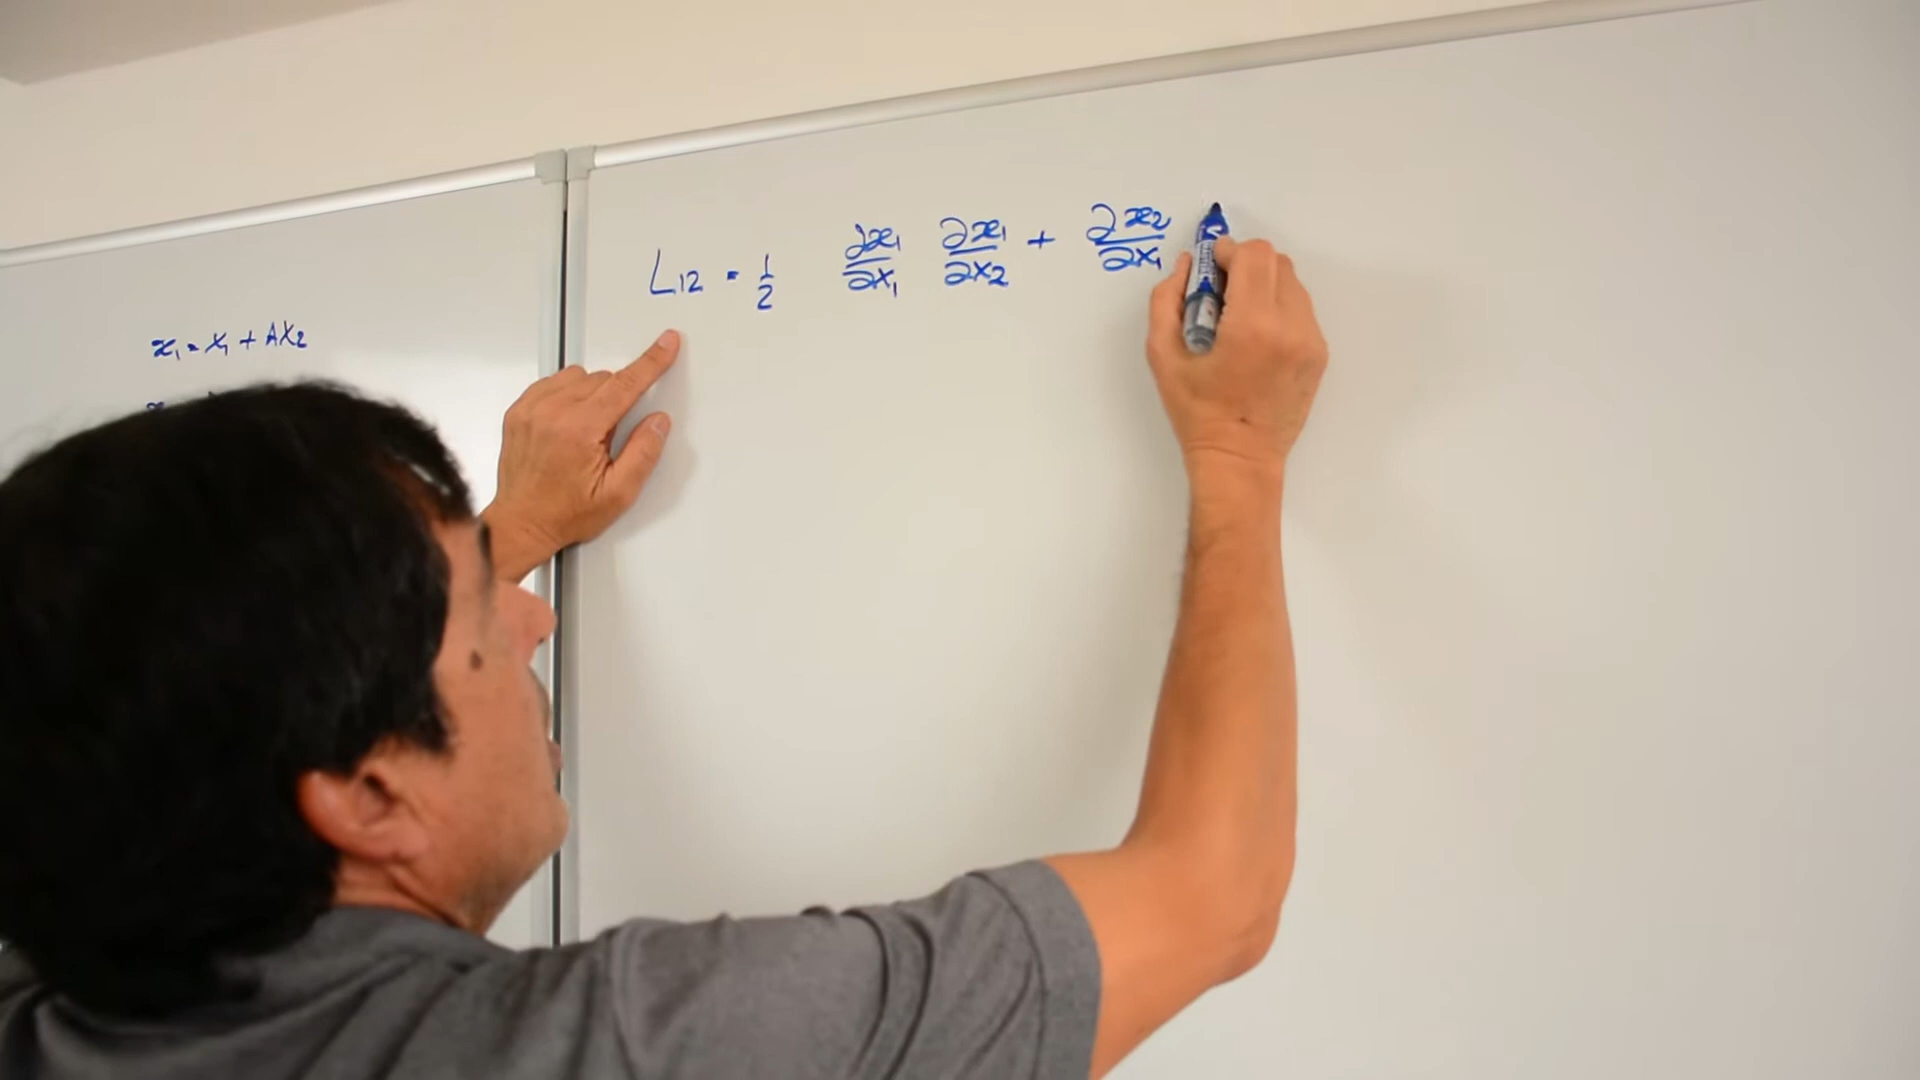 x₁ = X₁ + AX₂
L₁₂ = 1/2 ∂x₁/∂X₁ ∂x₁/∂X₂ + ∂x₂/∂X₁